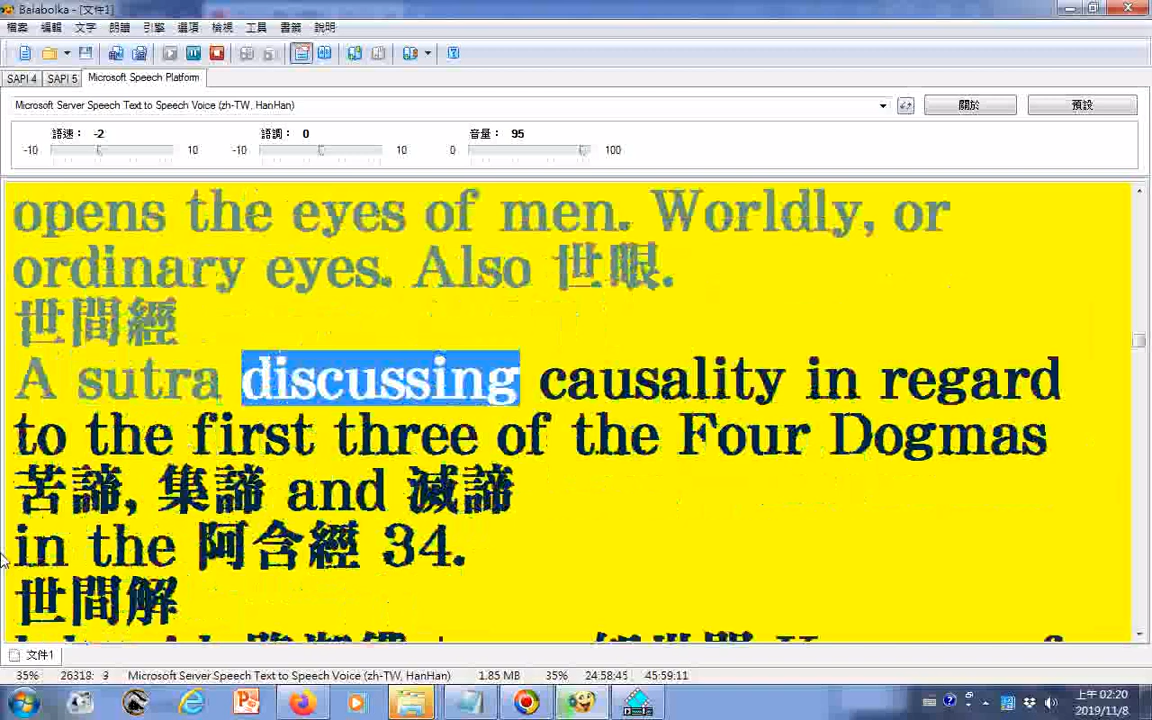 Balabolka - [文件1]
檔案 編輯 文字 朗讀 引擎 選項 檢視 工具 書籤 說明
SAPI 4 SAPI 5 Microsoft Speech Platform
Microsoft Server Speech Text to Speech Voice (zh-TW, HanHan) 關於 預設
語速： -2 語調： 0 音量： 95
-10 10 -10 10 0 100
opens the eyes of men. Worldly, or
ordinary eyes. Also 世眼.
世間經
A sutra discussing causality in regard
to the first three of the Four Dogmas
苦諦, 集諦 and 滅諦
in the 阿含經 34.
世間解
文件1
35% 26318: 3 Microsoft Server Speech Text to Speech Voice (zh-TW, HanHan) 1.85 MB 35% 24:58:45 45:59:11
上午 02:20
2019/11/8